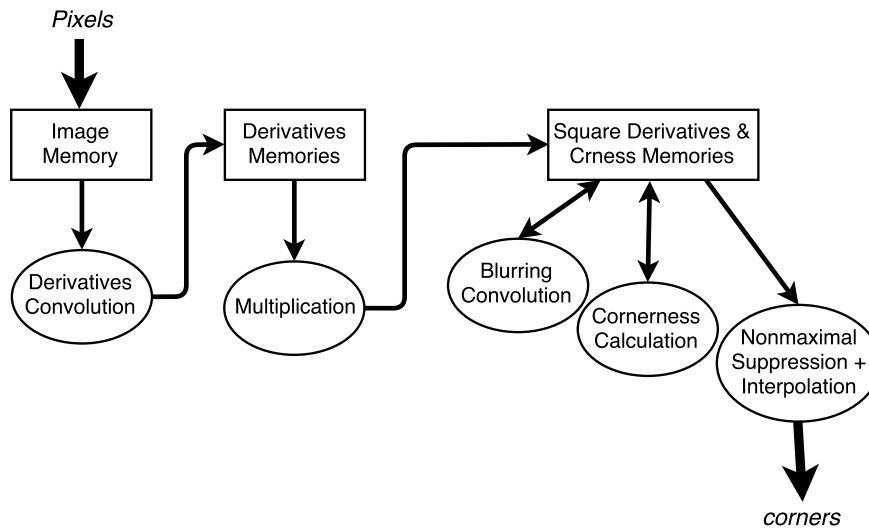 Pixels
Image
Memory
Derivatives
Memories
Square Derivatives &
Crness Memories
Derivatives
Convolution
Multiplication
Blurring
Convolution
Cornerness
Calculation
Nonmaximal
Suppression +
Interpolation
corners